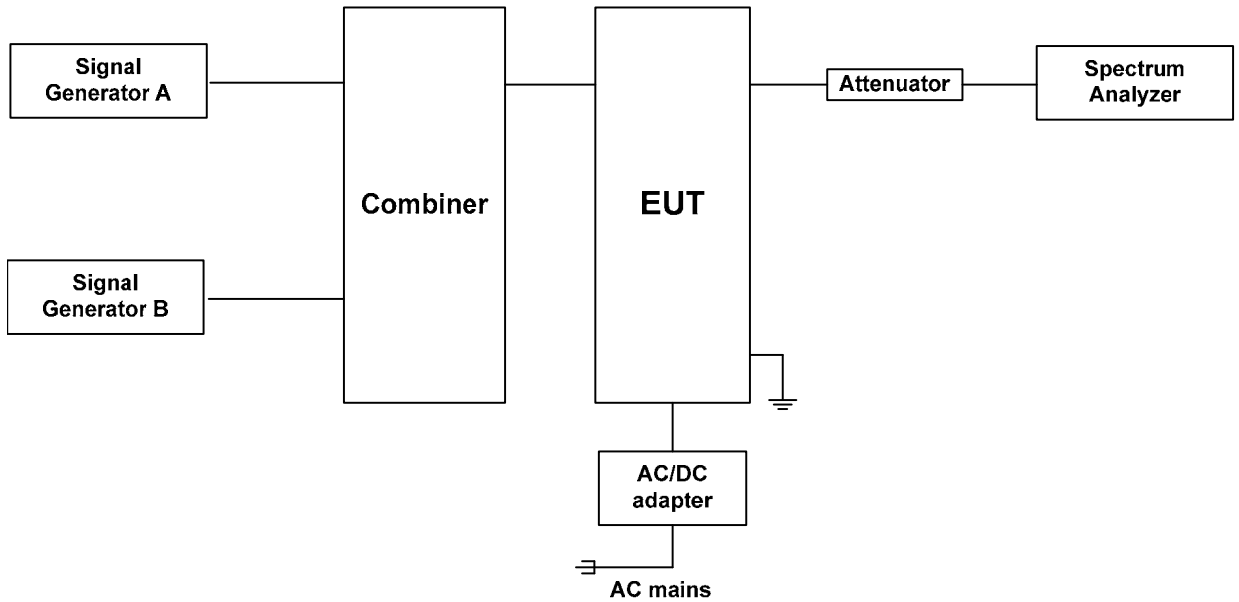 Signal
Generator A
Combiner
EUT
Attenuator
Spectrum
Analyzer
Signal
Generator B
AC/DC
adapter
AC mains